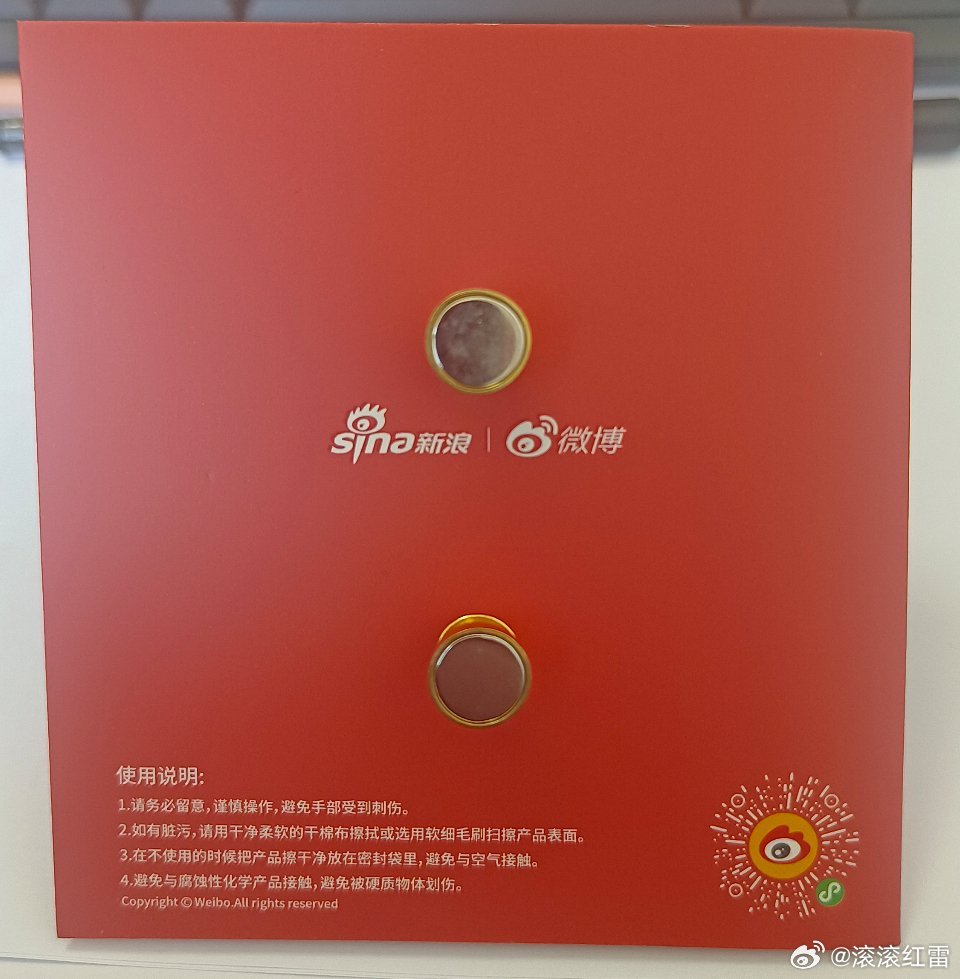 sina新浪 | 微博
使用说明:
1.请务必留意,谨慎操作,避免手部受到刺伤。
2.如有脏污,请用干净柔软的干棉布擦拭或选用软细毛刷扫擦产品表面。
3.在不使用的时候把产品擦干净放在密封袋里,避免与空气接触。
4.避免与腐蚀性化学产品接触,避免被硬质物体划伤。
Copyright © Weibo.All rights reserved
@滚滚红雷